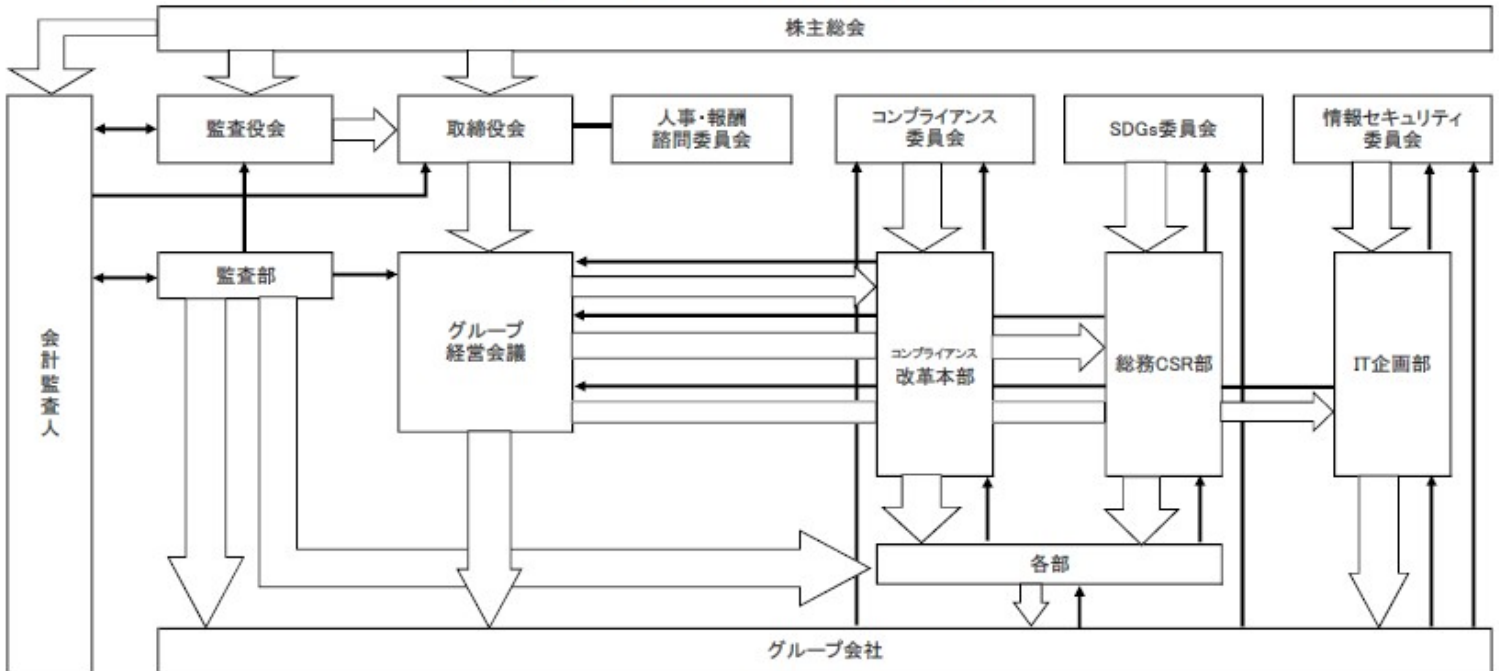 株主総会
監査役会
取締役会
人事・報酬
諮問委員会
コンプライアンス
委員会
SDGs委員会
情報セキュリティ
委員会
監査部
会計監査人
グループ
経営会議
コンプライアンス
改革本部
総務CSR部
IT企画部
各部
グループ会社